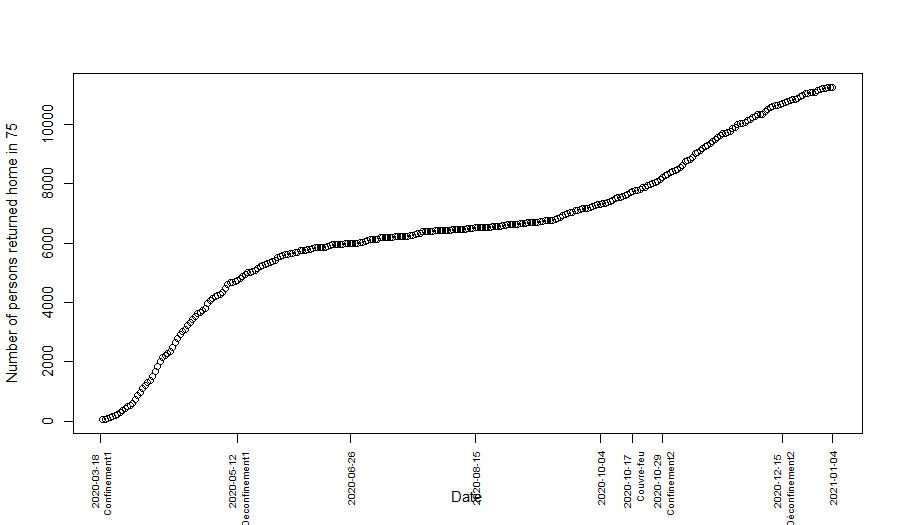 Number of persons returned home in 75
10000
8000
6000
4000
2000
0
2020-03-18
Confinement1
2020-05-12
Déconfinement1
2020-06-26
2020-08-15
2020-10-04
2020-10-17
Couvre-feu
2020-10-29
Confinement2
2020-12-15
Déconfinement2
2021-01-04
Date